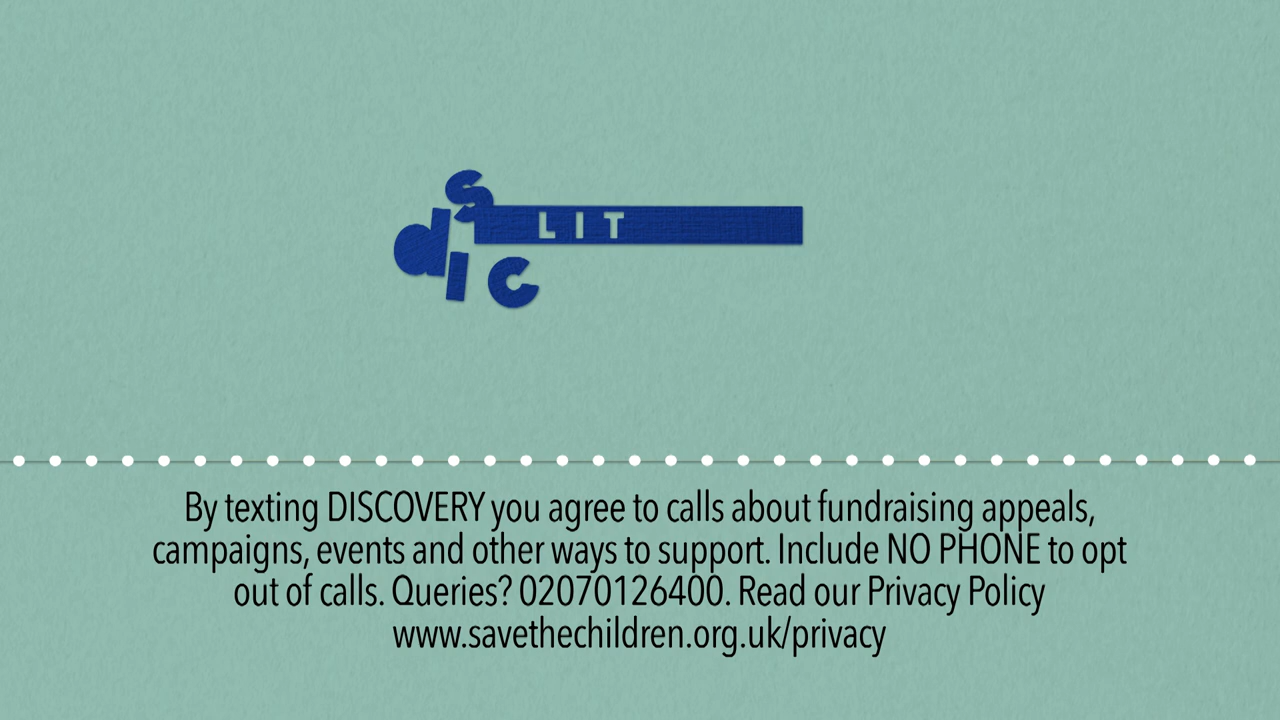 s
LIT
d
I C
By texting DISCOVERY you agree to calls about fundraising appeals,
campaigns, events and other ways to support. Include NO PHONE to opt
out of calls. Queries? 02070126400. Read our Privacy Policy
www.savethechildren.org.uk/privacy